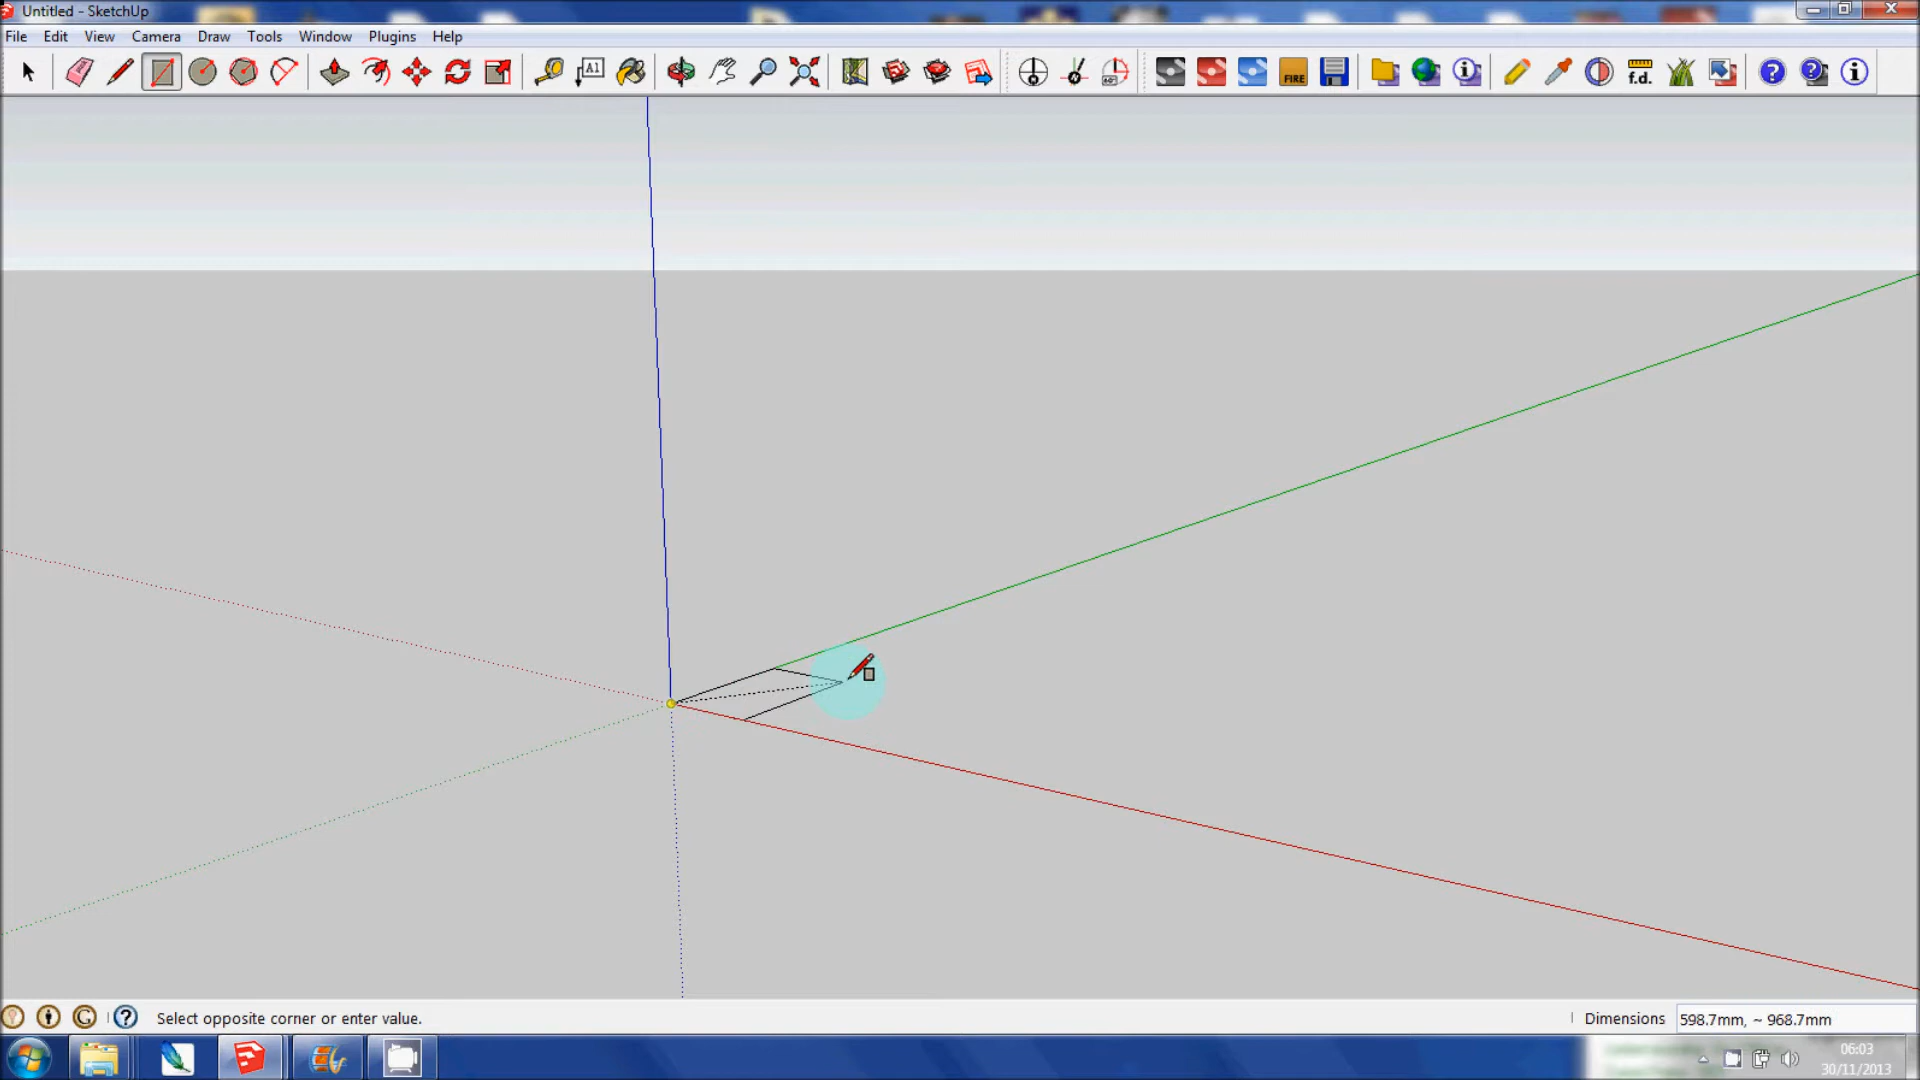 Untitled - SketchUp
File Edit View Camera Draw Tools Window Plugins Help
A1 FIRE f.d.
Select opposite corner or enter value.
Dimensions 598.7mm, ~ 968.7mm
06:03
30/11/2013